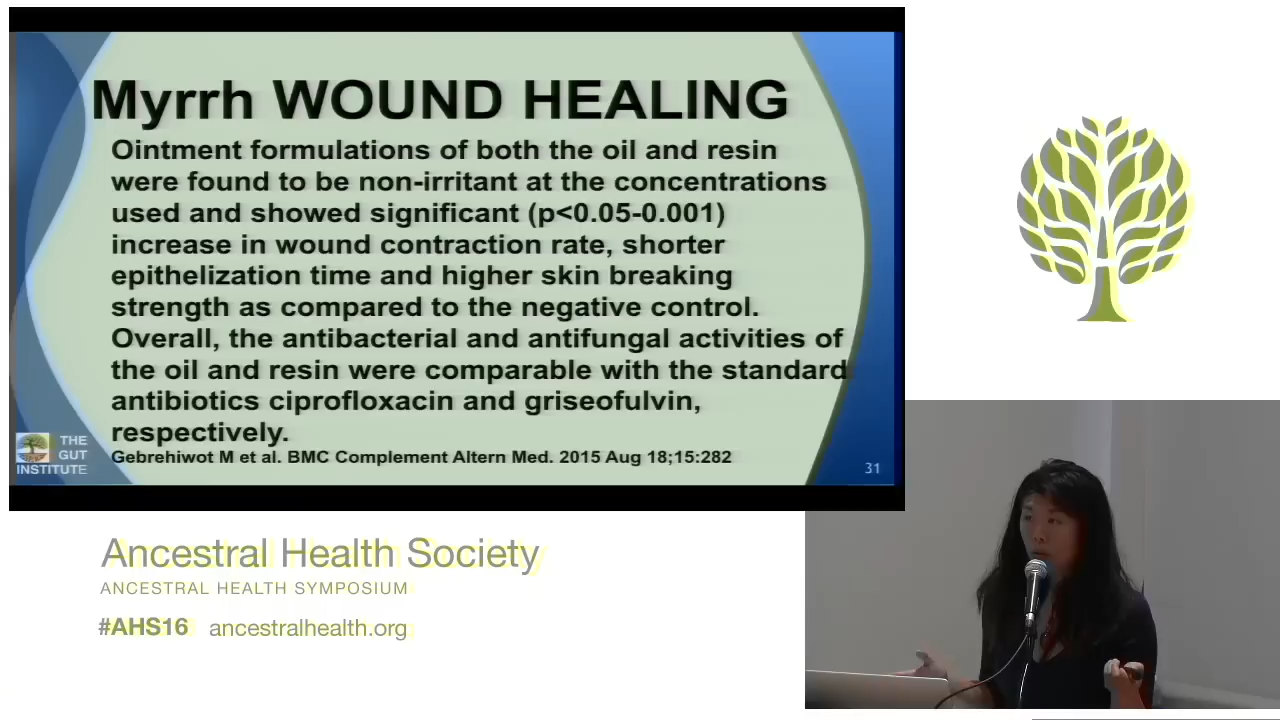 Myrrh WOUND HEALING
Ointment formulations of both the oil and resin
were found to be non-irritant at the concentrations
used and showed significant (p<0.05-0.001)
increase in wound contraction rate, shorter
epithelization time and higher skin breaking
strength as compared to the negative control.
Overall, the antibacterial and antifungal activities of
the oil and resin were comparable with the standard
antibiotics ciprofloxacin and griseofulvin,
respectively.
Gebrehiwot M et al. BMC Complement Altern Med. 2015 Aug 18;15:282
THE
GUT
INSTITUTE
31
Ancestral Health Society
ANCESTRAL HEALTH SYMPOSIUM
#AHS16 ancestralhealth.org